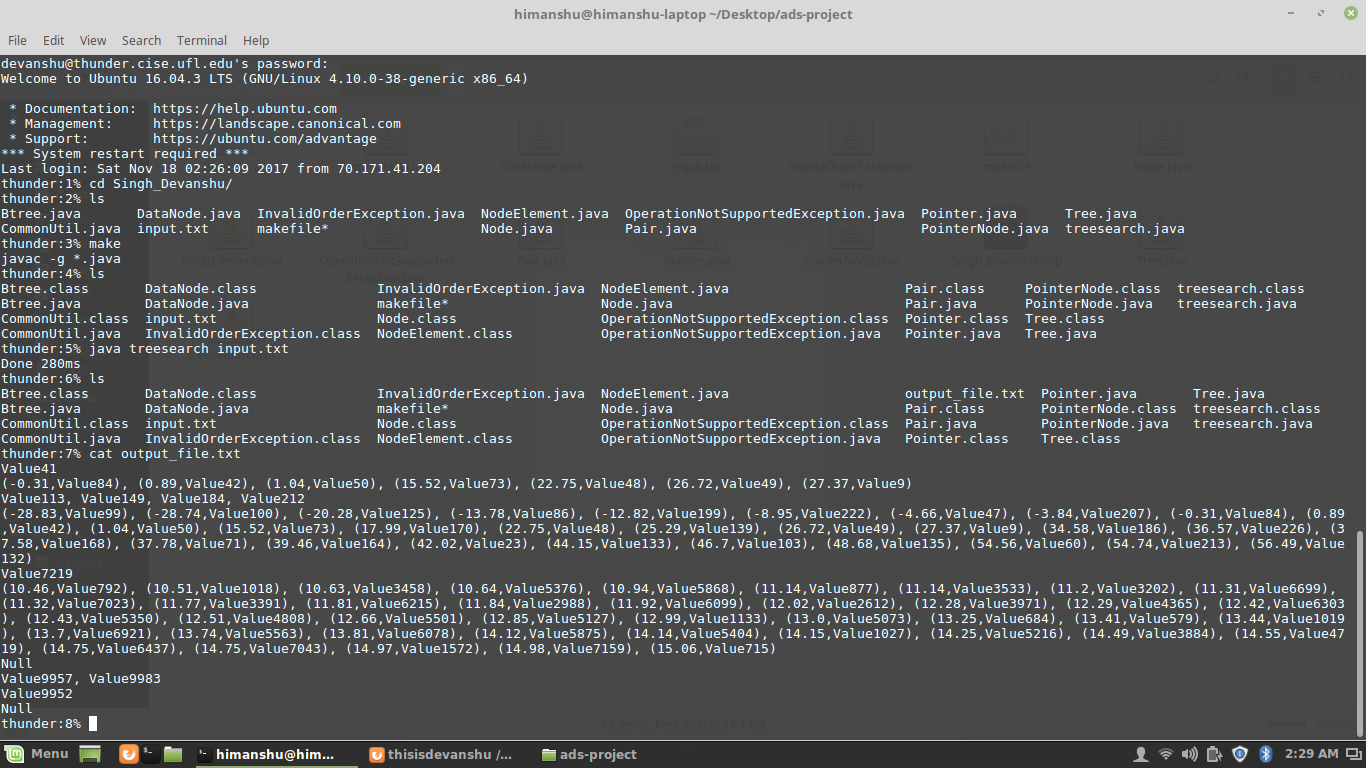 himanshu@himanshu-laptop ~/Desktop/ads-project
File Edit View Search Terminal Help
devanshu@thunder.cise.ufl.edu's password:
Welcome to Ubuntu 16.04.3 LTS (GNU/Linux 4.10.0-38-generic x86_64)
* Documentation: https://help.ubuntu.com
* Management: https://landscape.canonical.com
* Support: https://ubuntu.com/advantage
*** System restart required ***
Last login: Sat Nov 18 02:26:09 2017 from 70.171.41.204
thunder:1% cd Singh_Devanshu/
thunder:2% ls
Btree.java DataNode.java InvalidOrderException.java NodeElement.java OperationNotSupportedException.java Pointer.java Tree.java
CommonUtil.java input.txt makefile* Node.java Pair.java PointerNode.java treesearch.java
thunder:3% make
javac -g *.java
thunder:4% ls
Btree.class DataNode.class InvalidOrderException.java NodeElement.java Pair.class PointerNode.class treesearch.class
Btree.java DataNode.java makefile* Node.java Pair.java PointerNode.java treesearch.java
CommonUtil.class input.txt Node.class OperationNotSupportedException.class Pointer.class Tree.class
CommonUtil.java InvalidOrderException.class NodeElement.class OperationNotSupportedException.java Pointer.java Tree.java
thunder:5% java treesearch input.txt
Done 280ms
thunder:6% ls
Btree.class DataNode.class InvalidOrderException.java NodeElement.java output_file.txt Pointer.java Tree.java
Btree.java DataNode.java makefile* Node.java Pair.class PointerNode.class treesearch.class
CommonUtil.class input.txt Node.class OperationNotSupportedException.class Pair.java PointerNode.java treesearch.java
CommonUtil.java InvalidOrderException.class NodeElement.class OperationNotSupportedException.java Pointer.class Tree.class
thunder:7% cat output_file.txt
Value41
(-0.31,Value84), (0.89,Value42), (1.04,Value50), (15.52,Value73), (22.75,Value48), (26.72,Value49), (27.37,Value9)
Value113, Value149, Value184, Value212
(-28.83,Value99), (-28.74,Value100), (-20.28,Value125), (-13.78,Value86), (-12.82,Value199), (-8.95,Value222), (-4.66,Value47), (-3.84,Value207), (-0.31,Value84), (0.89
,Value42), (1.04,Value50), (15.52,Value73), (17.99,Value170), (22.75,Value48), (25.29,Value139), (26.72,Value49), (27.37,Value9), (34.58,Value186), (36.57,Value226), (3
7.58,Value168), (37.78,Value71), (39.46,Value164), (42.02,Value23), (44.15,Value133), (46.7,Value103), (48.68,Value135), (54.56,Value60), (54.74,Value213), (56.49,Value
132)
Value7219
(10.46,Value792), (10.51,Value1018), (10.63,Value3458), (10.64,Value5376), (10.94,Value5868), (11.14,Value877), (11.14,Value3533), (11.2,Value3202), (11.31,Value6699),
(11.32,Value7023), (11.77,Value3391), (11.81,Value6215), (11.84,Value2988), (11.92,Value6099), (12.02,Value2612), (12.28,Value3971), (12.29,Value4365), (12.42,Value6303
), (12.43,Value5350), (12.51,Value4808), (12.66,Value5501), (12.85,Value5127), (12.99,Value1133), (13.0,Value5073), (13.25,Value684), (13.41,Value579), (13.44,Value1019
), (13.7,Value6921), (13.74,Value5563), (13.81,Value6078), (14.12,Value5875), (14.14,Value5404), (14.15,Value1027), (14.25,Value5216), (14.49,Value3884), (14.55,Value47
19), (14.75,Value6437), (14.75,Value7043), (14.97,Value1572), (14.98,Value7159), (15.06,Value715)
Null
Value9957, Value9983
Value9952
Null
thunder:8%
Menu himanshu@him... thisisdevanshu /... ads-project 2:29 AM